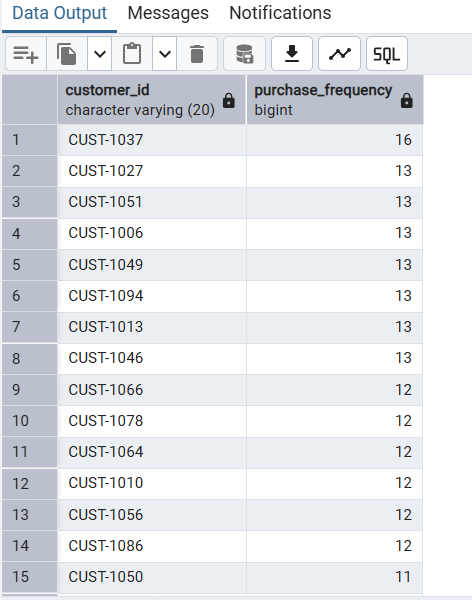 Data Output Messages Notifications
SQL
customer_id purchase_frequency
character varying (20) bigint
1 CUST-1037 16
2 CUST-1027 13
3 CUST-1051 13
4 CUST-1006 13
5 CUST-1049 13
6 CUST-1094 13
7 CUST-1013 13
8 CUST-1046 13
9 CUST-1066 12
10 CUST-1078 12
11 CUST-1064 12
12 CUST-1010 12
13 CUST-1056 12
14 CUST-1086 12
15 CUST-1050 11